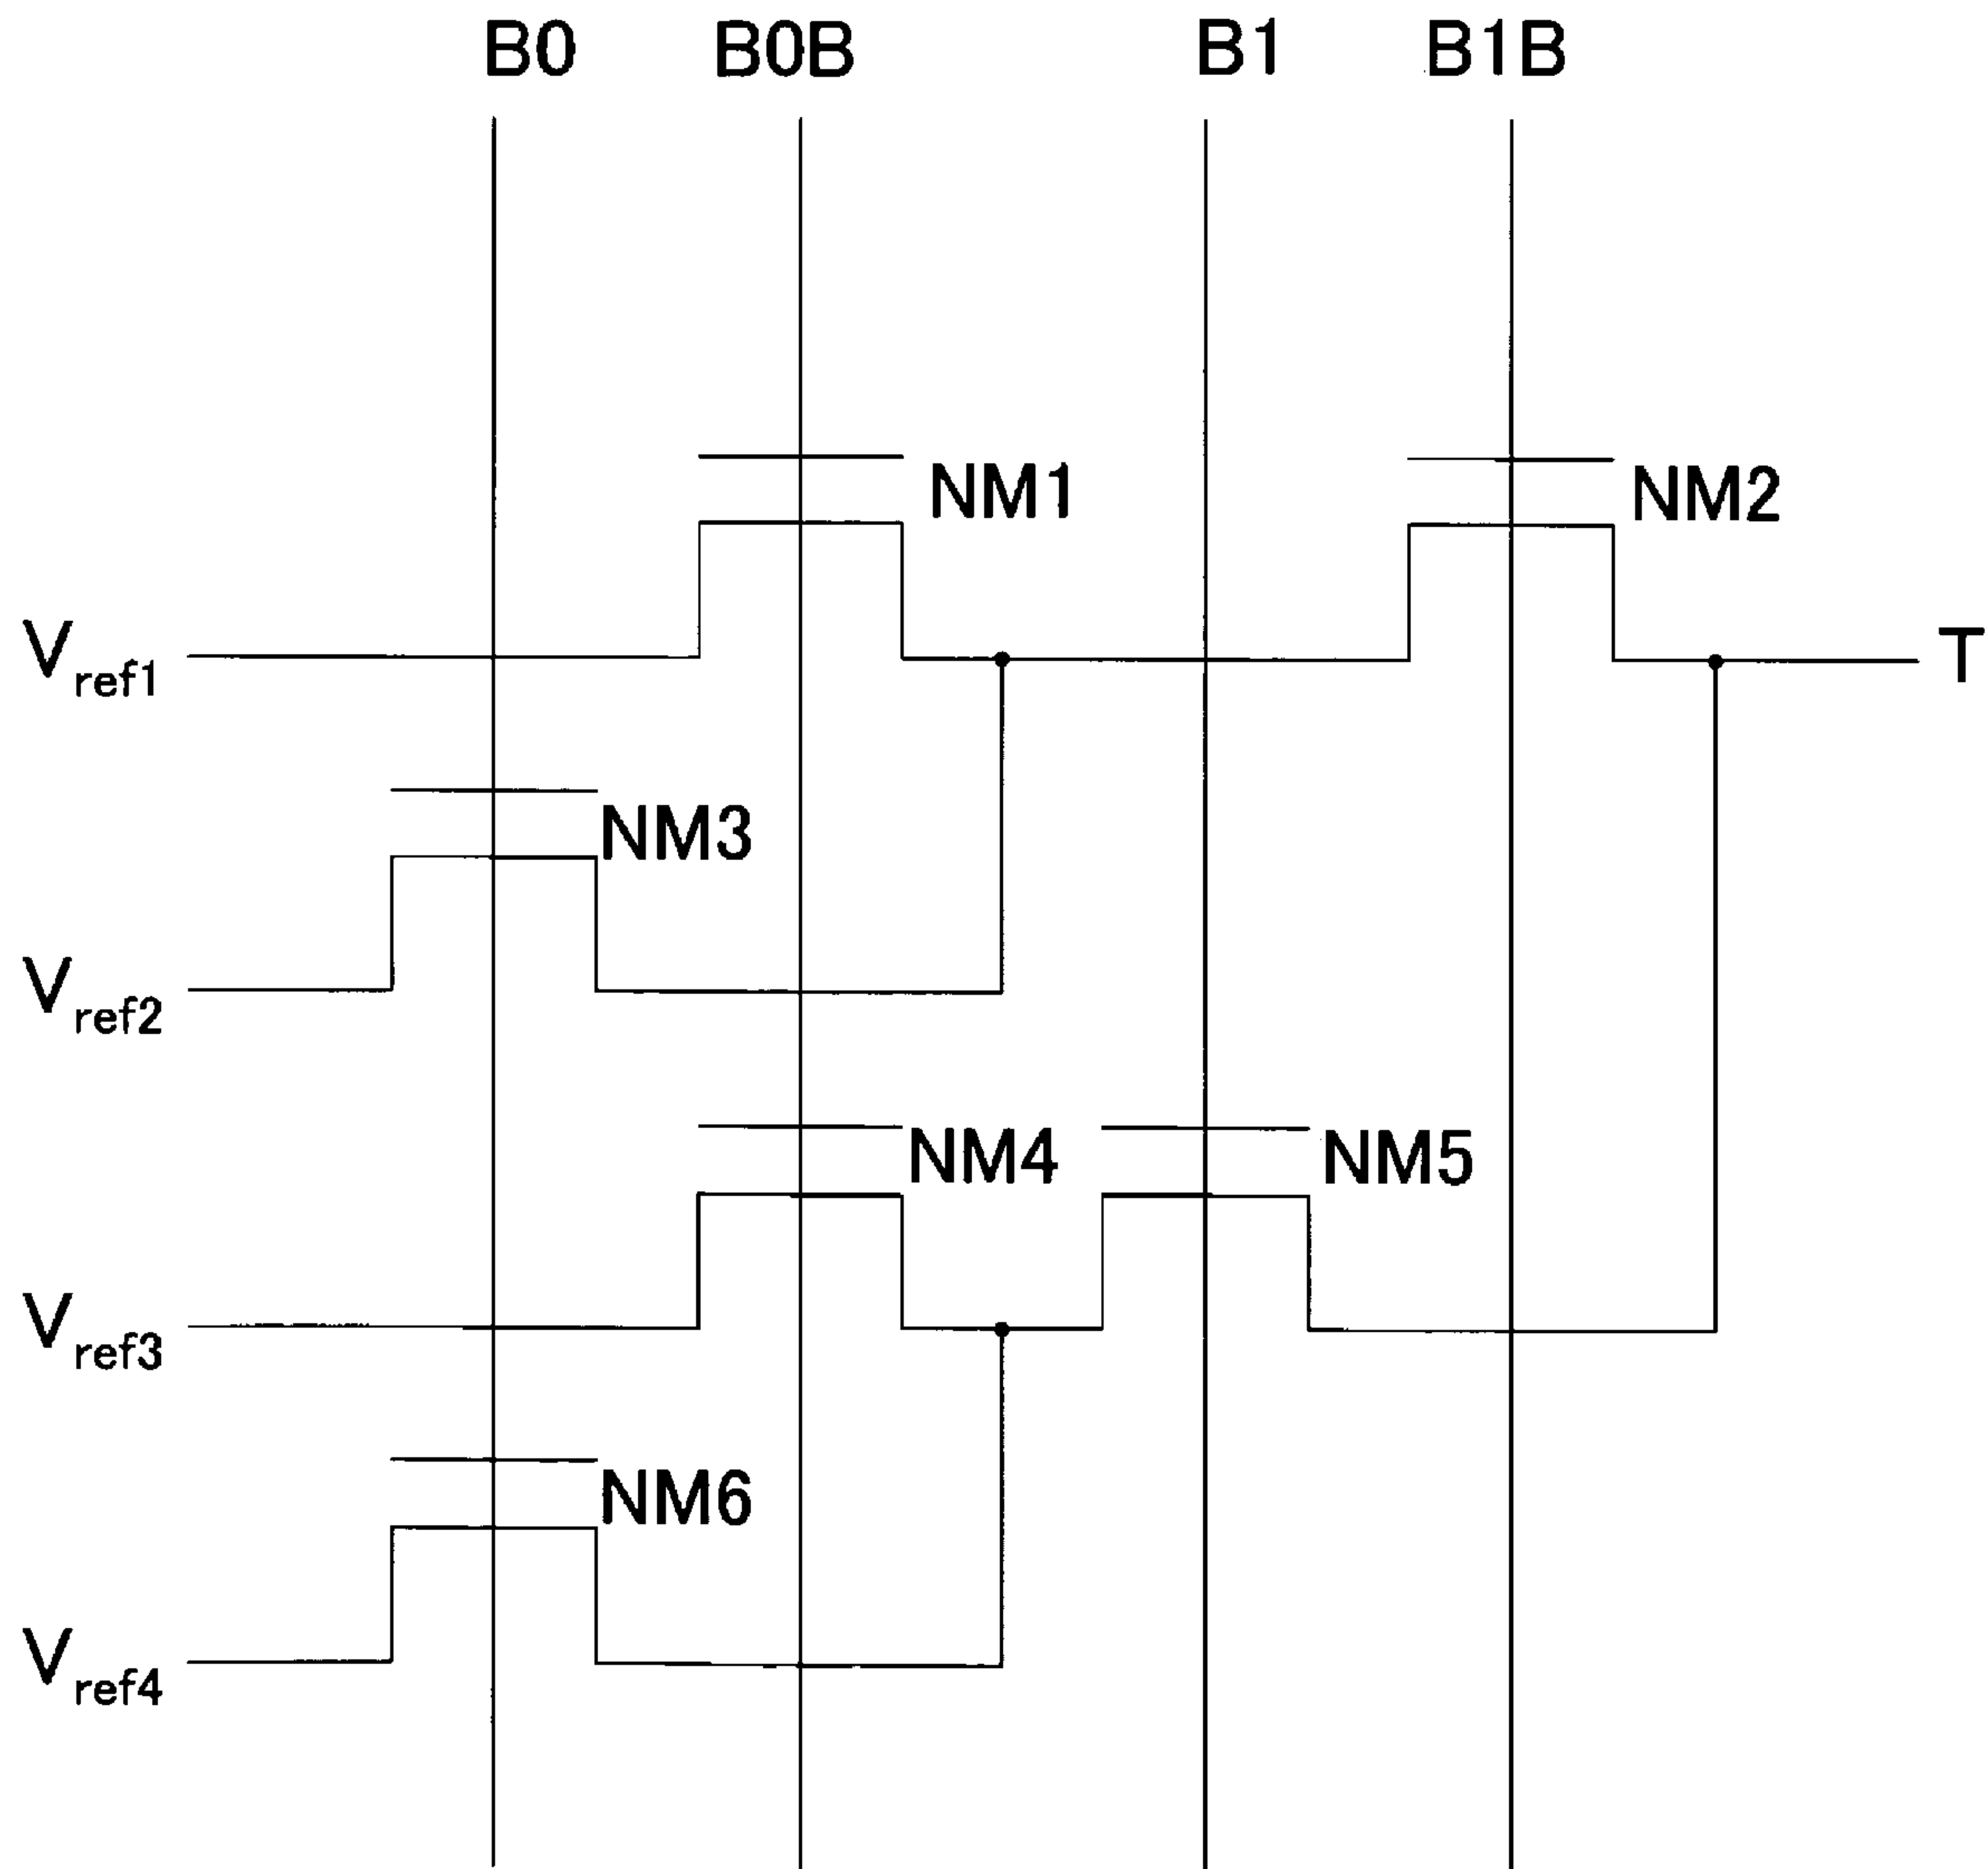 B0 B0B B1 B1B
NM1 NM2
Vref1 T
NM3
Vref2
NM4 NM5
Vref3
NM6
Vref4